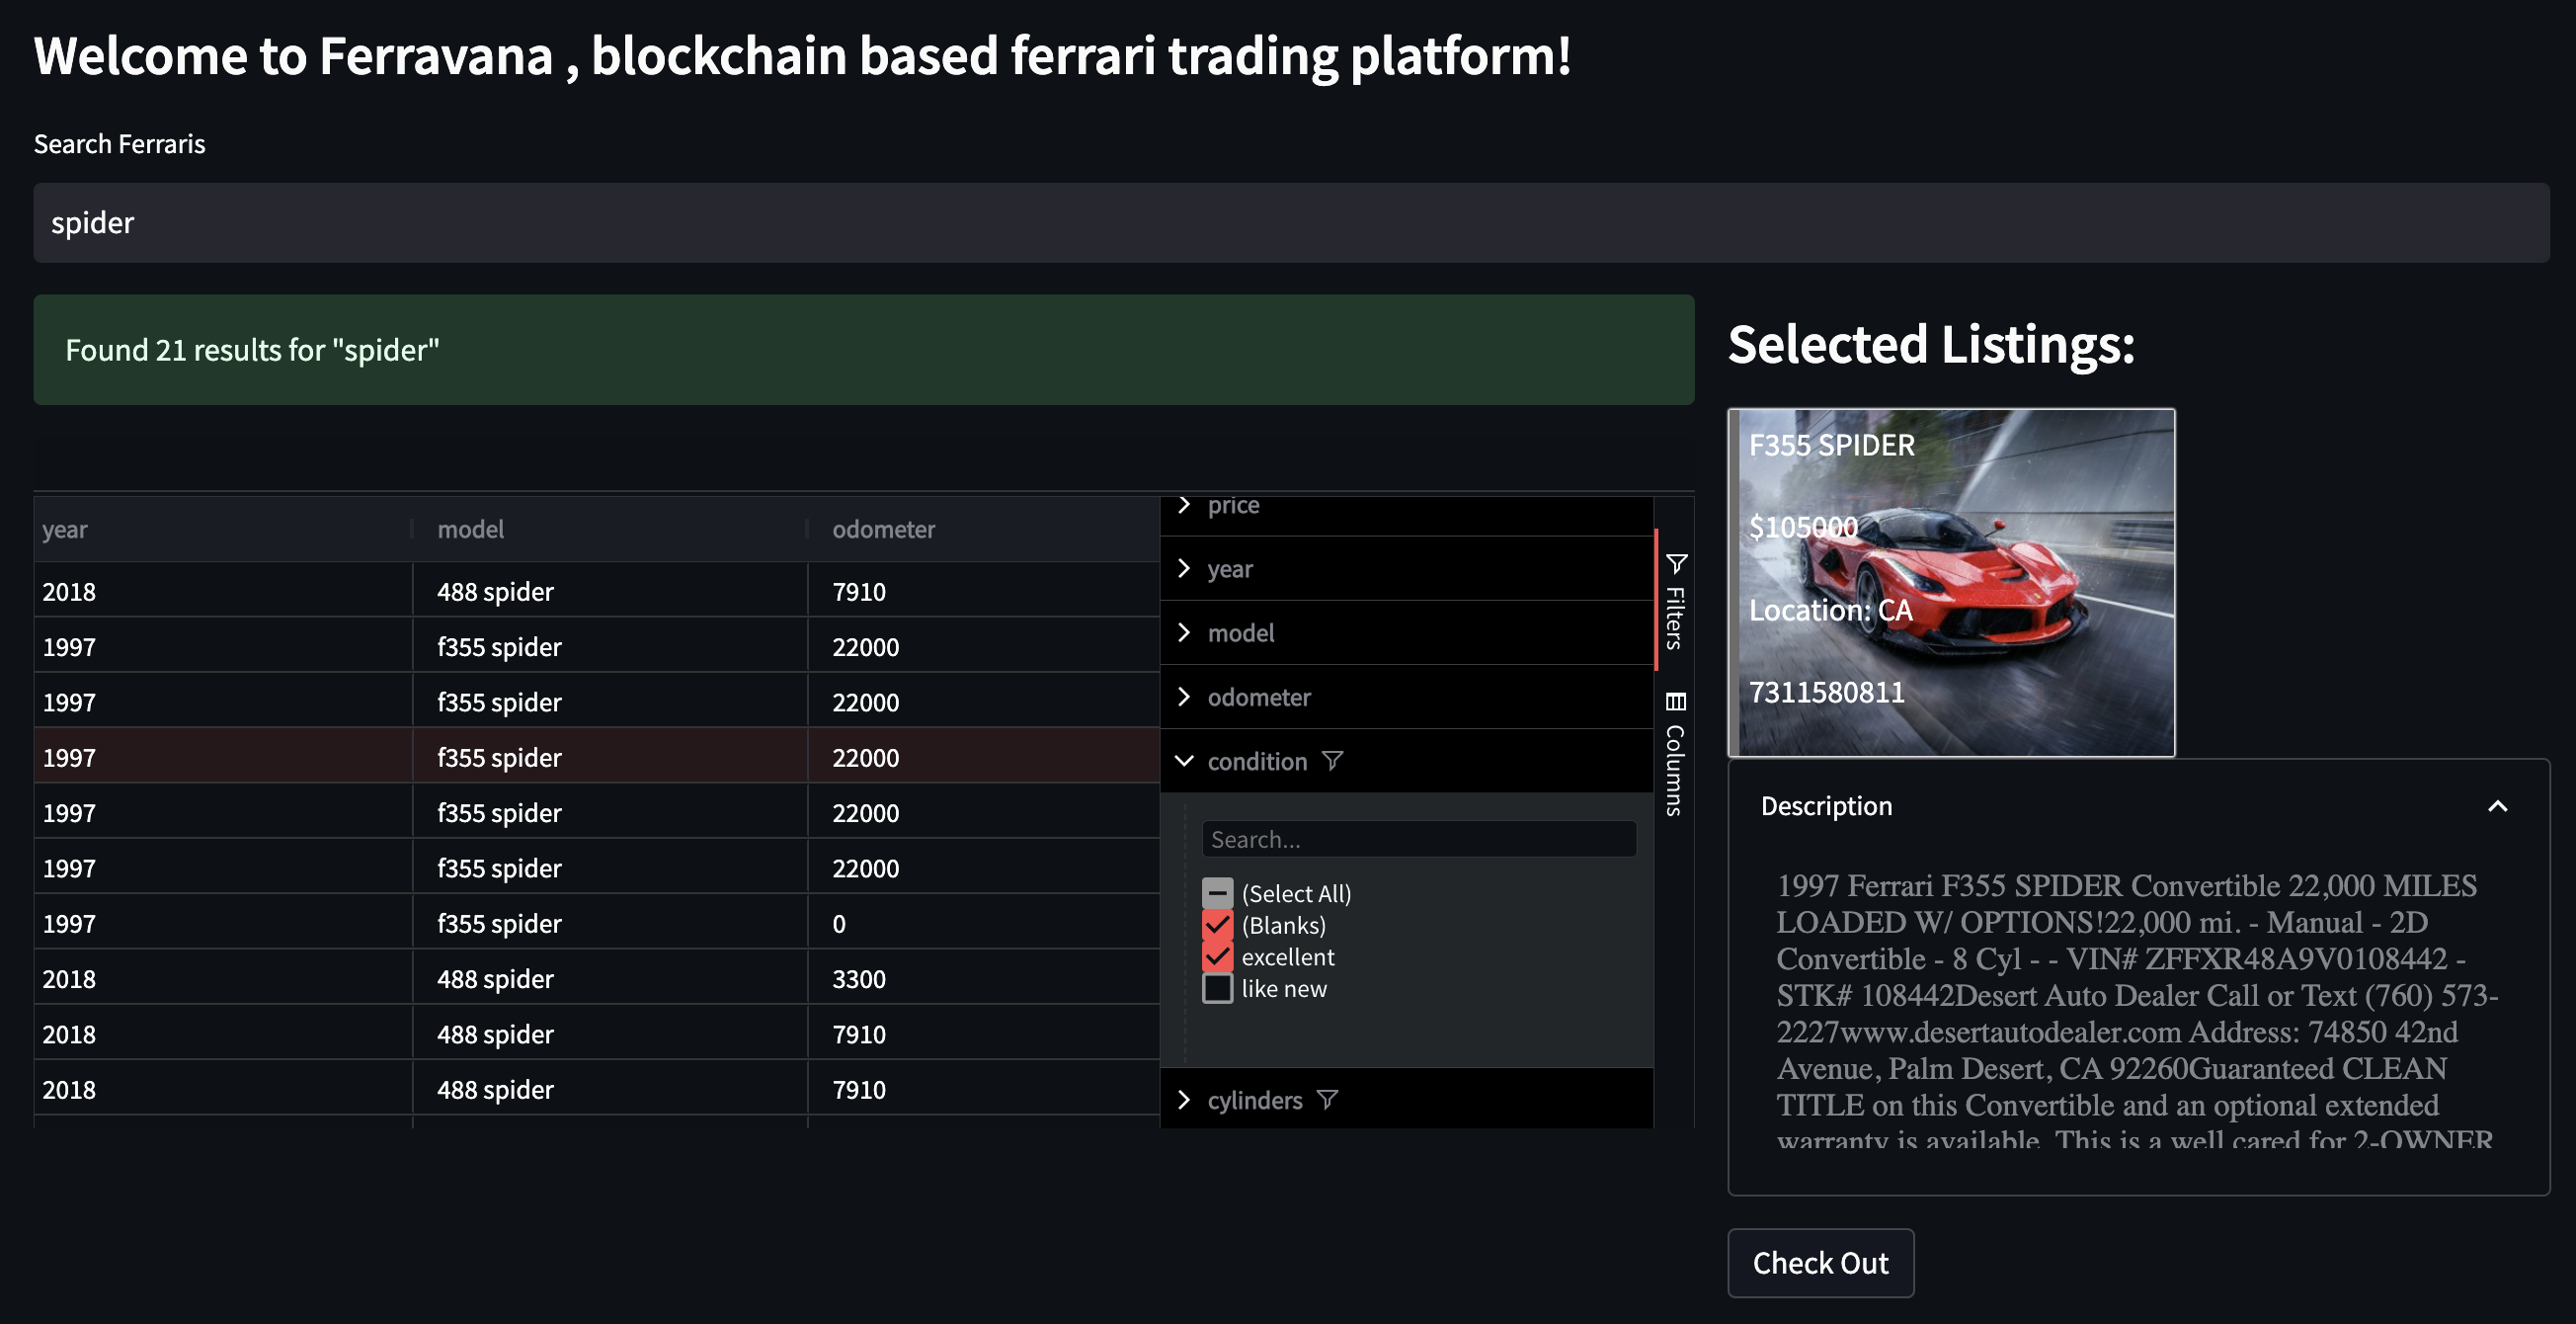 Welcome to Ferravana , blockchain based ferrari trading platform!
Search Ferraris
spider
Found 21 results for "spider"
year model odometer
2018 488 spider 7910
1997 f355 spider 22000
1997 f355 spider 22000
1997 f355 spider 22000
1997 f355 spider 22000
1997 f355 spider 22000
1997 f355 spider 0
2018 488 spider 3300
2018 488 spider 7910
2018 488 spider 7910
price
year
model
odometer
condition
Search...
(Select All)
(Blanks)
excellent
like new
cylinders
Filters
Columns
Selected Listings:
F355 SPIDER
$105000
Location: CA
7311580811
Description
1997 Ferrari F355 SPIDER Convertible 22,000 MILES
LOADED W/ OPTIONS!22,000 mi. - Manual - 2D
Convertible - 8 Cyl - - VIN# ZFFXR48A9V0108442 -
STK# 108442Desert Auto Dealer Call or Text (760) 573-
2227www.desertautodealer.com Address: 74850 42nd
Avenue, Palm Desert, CA 92260Guaranteed CLEAN
TITLE on this Convertible and an optional extended
warranty is available. This is a well cared for 2-OWNER
Check Out